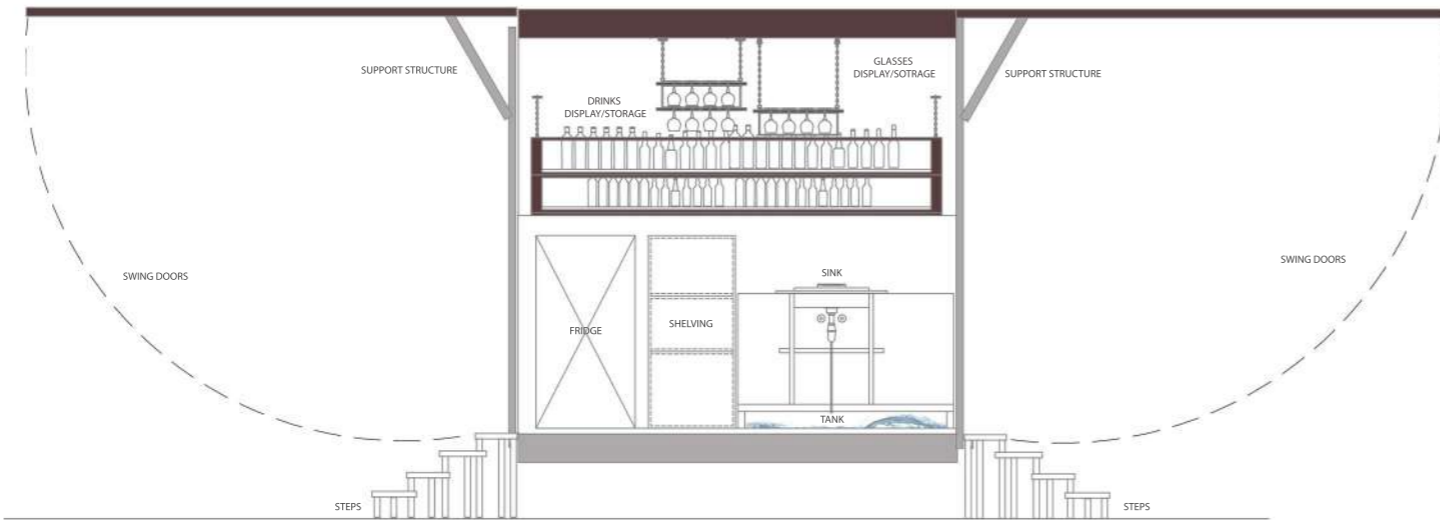 GLASSES
DISPLAY/SOTRAGE
SUPPORT STRUCTURE
SUPPORT STRUCTURE
DRINKS
DISPLAY/STORAGE
SWING DOORS
SINK
SWING DOORS
FRIDGE
SHELVING
TANK
STEPS
STEPS